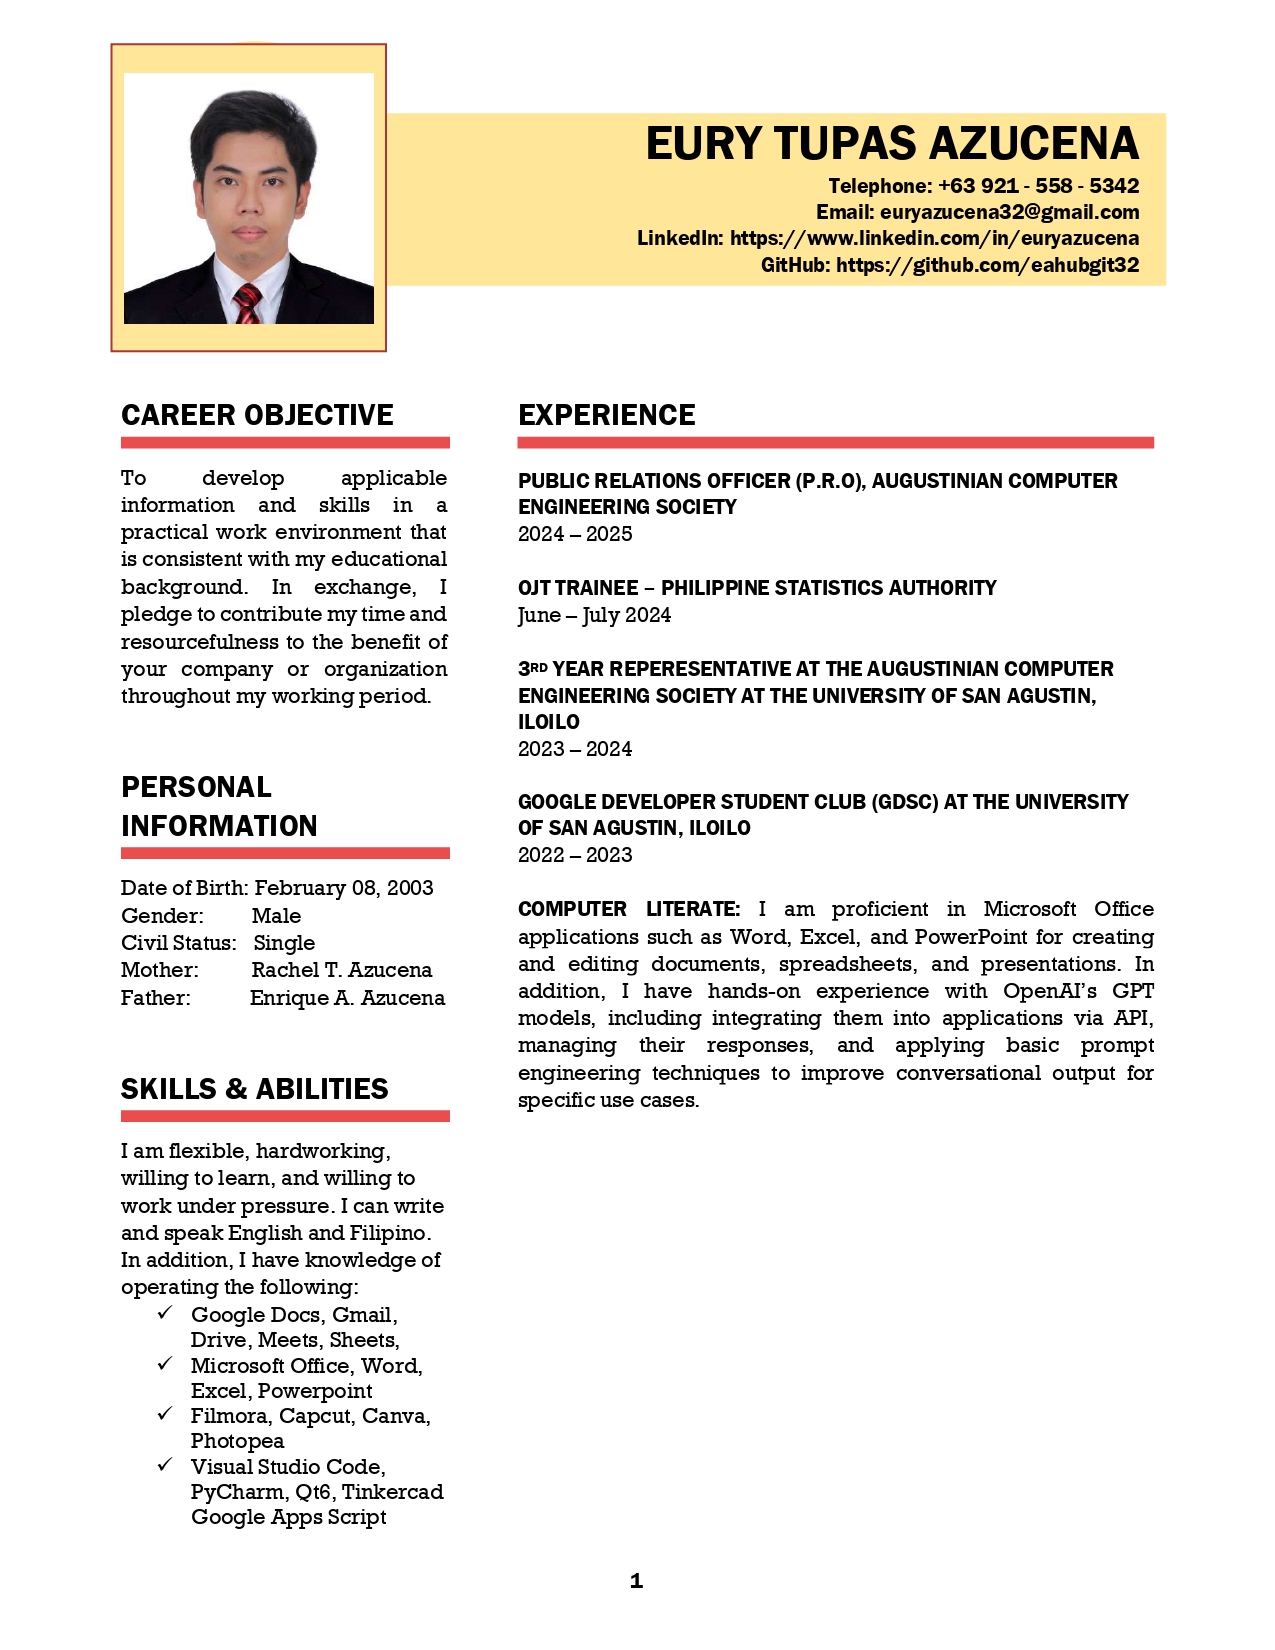 EURY TUPAS AZUCENA
Telephone: +63 921 - 558 - 5342
Email: euryazucena32@gmail.com
LinkedIn: https://www.linkedin.com/in/euryazucena
GitHub: https://github.com/eahubgit32
CAREER OBJECTIVE
To develop applicable
information and skills in a
practical work environment that
is consistent with my educational
background. In exchange, I
pledge to contribute my time and
resourcefulness to the benefit of
your company or organization
throughout my working period.
PERSONAL
INFORMATION
Date of Birth: February 08, 2003
Gender: Male
Civil Status: Single
Mother: Rachel T. Azucena
Father: Enrique A. Azucena
SKILLS & ABILITIES
I am flexible, hardworking,
willing to learn, and willing to
work under pressure. I can write
and speak English and Filipino.
In addition, I have knowledge of
operating the following:
✓ Google Docs, Gmail,
Drive, Meets, Sheets,
✓ Microsoft Office, Word,
Excel, Powerpoint
✓ Filmora, Capcut, Canva,
Photopea
✓ Visual Studio Code,
PyCharm, Qt6, Tinkercad
Google Apps Script
EXPERIENCE
PUBLIC RELATIONS OFFICER (P.R.O), AUGUSTINIAN COMPUTER
ENGINEERING SOCIETY
2024 – 2025
OJT TRAINEE – PHILIPPINE STATISTICS AUTHORITY
June – July 2024
3RD YEAR REPERESENTATIVE AT THE AUGUSTINIAN COMPUTER
ENGINEERING SOCIETY AT THE UNIVERSITY OF SAN AGUSTIN,
ILOILO
2023 – 2024
GOOGLE DEVELOPER STUDENT CLUB (GDSC) AT THE UNIVERSITY
OF SAN AGUSTIN, ILOILO
2022 – 2023
COMPUTER LITERATE: I am proficient in Microsoft Office
applications such as Word, Excel, and PowerPoint for creating
and editing documents, spreadsheets, and presentations. In
addition, I have hands-on experience with OpenAI’s GPT
models, including integrating them into applications via API,
managing their responses, and applying basic prompt
engineering techniques to improve conversational output for
specific use cases.
1